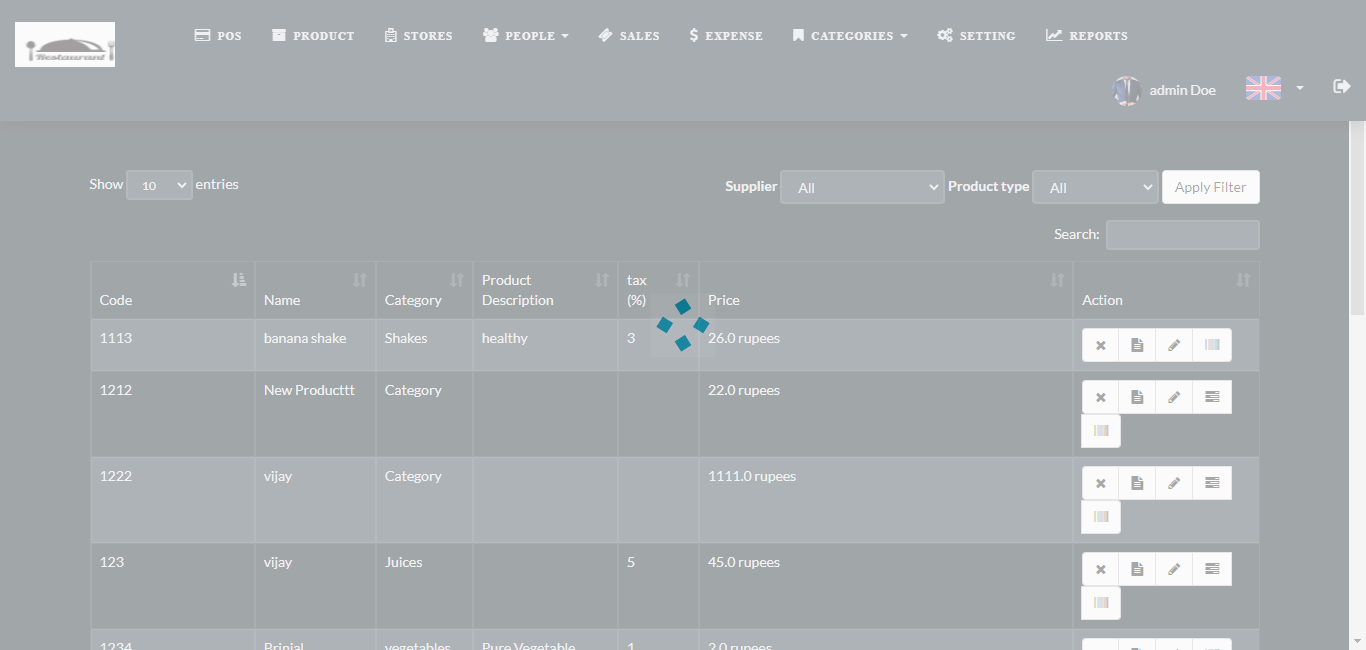 Restaurant
POS PRODUCT STORES PEOPLE SALES EXPENSE CATEGORIES SETTING REPORTS
admin Doe
Show 10 entries
Supplier All Product type All Apply Filter
Search:
Code Name Category Product Description tax (%) Price Action
1113 banana shake Shakes healthy 3 26.0 rupees
1212 New Producttt Category 22.0 rupees
1222 vijay Category 1111.0 rupees
123 vijay Juices 5 45.0 rupees
1234 Brinjal vegetables Pure Vegetable 1 2.0 rupees